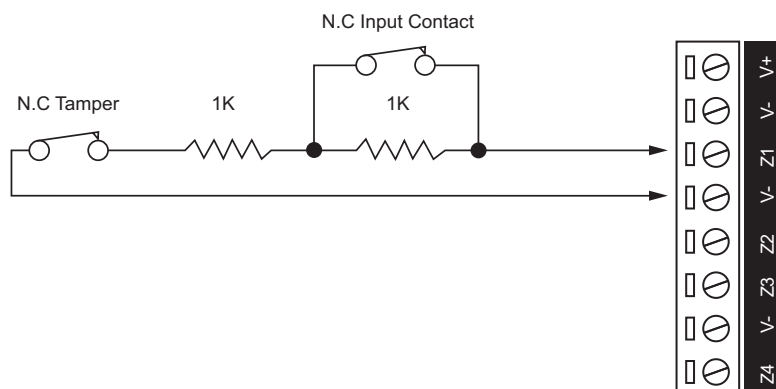 N.C Input Contact
N.C Tamper
1K
1K
V+
V-
Z1
V-
Z2
Z3
V-
Z4